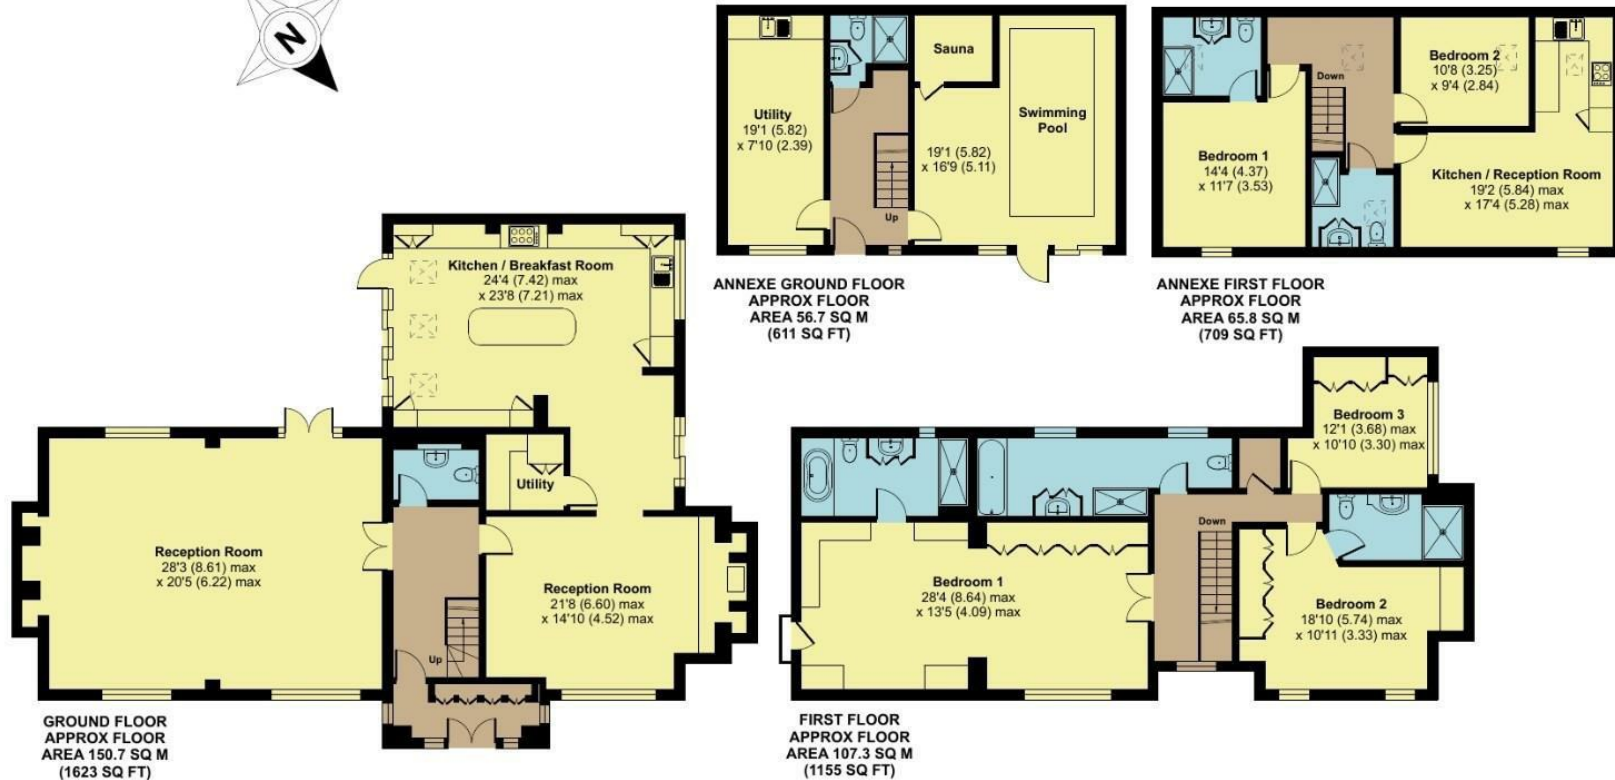 N
Utility
19'1 (5.82)
x 7'10 (2.39)
Sauna
Swimming
Pool
19'1 (5.82)
x 16'9 (5.11)
Up
ANNEXE GROUND FLOOR
APPROX FLOOR
AREA 56.7 SQ M
(611 SQ FT)
Bedroom 1
14'4 (4.37)
x 11'7 (3.53)
Down
Bedroom 2
10'8 (3.25)
x 9'4 (2.84)
Kitchen / Reception Room
19'2 (5.84) max
x 17'4 (5.28) max
ANNEXE FIRST FLOOR
APPROX FLOOR
AREA 65.8 SQ M
(709 SQ FT)
Kitchen / Breakfast Room
24'4 (7.42) max
x 23'8 (7.21) max
Utility
Reception Room
28'3 (8.61) max
x 20'5 (6.22) max
Reception Room
21'8 (6.60) max
x 14'10 (4.52) max
Up
GROUND FLOOR
APPROX FLOOR
AREA 150.7 SQ M
(1623 SQ FT)
Bedroom 3
12'1 (3.68) max
x 10'10 (3.30) max
Down
Bedroom 1
28'4 (8.64) max
x 13'5 (4.09) max
Bedroom 2
18'10 (5.74) max
x 10'11 (3.33) max
FIRST FLOOR
APPROX FLOOR
AREA 107.3 SQ M
(1155 SQ FT)